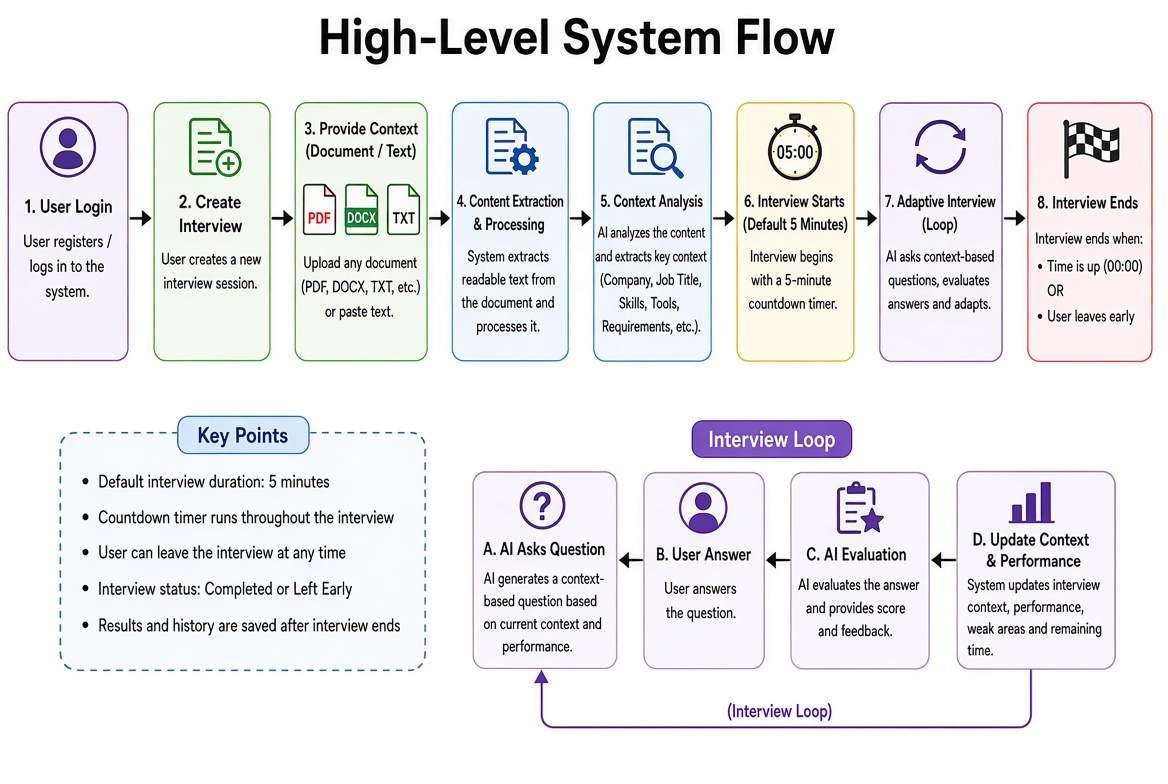 High-Level System Flow
1. User Login
User registers /
logs in to the
system.
2. Create
Interview
User creates a new
interview session.
3. Provide Context
(Document / Text)
PDF
DOCX
TXT
Upload any document
(PDF, DOCX, TXT, etc.)
or paste text.
4. Content Extraction
& Processing
System extracts
readable text from
the document and
processes it.
5. Context Analysis
AI analyzes the content
and extracts key context
(Company, Job Title,
Skills, Tools,
Requirements, etc.).
05:00
6. Interview Starts
(Default 5 Minutes)
Interview begins
with a 5-minute
countdown timer.
7. Adaptive Interview
(Loop)
AI asks context-based
questions, evaluates
answers and adapts.
8. Interview Ends
Interview ends when:
• Time is up (00:00)
OR
• User leaves early
Key Points
• Default interview duration: 5 minutes
• Countdown timer runs throughout the interview
• User can leave the interview at any time
• Interview status: Completed or Left Early
• Results and history are saved after interview ends
Interview Loop
?
A. AI Asks Question
AI generates a context-
based question based
on current context and
performance.
B. User Answer
User answers
the question.
C. AI Evaluation
AI evaluates the answer
and provides score
and feedback.
D. Update Context
& Performance
System updates interview
context, performance,
weak areas and remaining
time.
(Interview Loop)